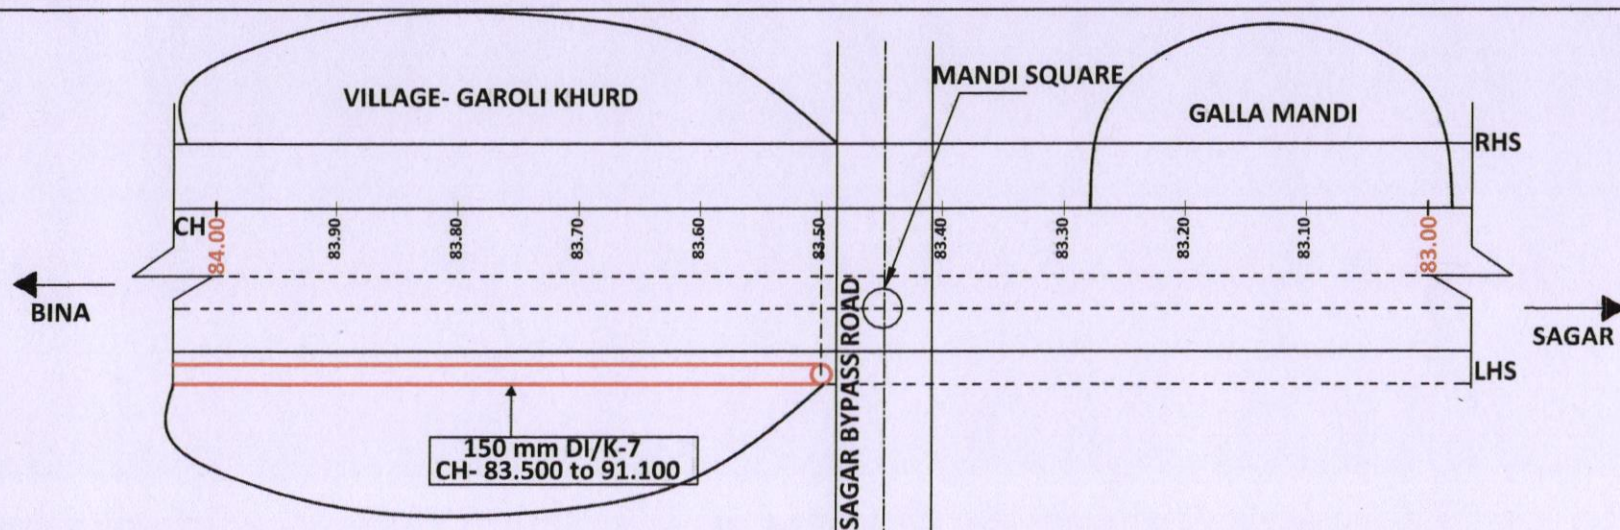 MANDI SQUARE
VILLAGE- GAROLI KHURD
GALLA MANDI
RHS
CH
84.00
83.90
83.80
83.70
83.60
83.50
83.40
83.30
83.20
83.10
83.00
BINA
SAGAR BYPASS ROAD
SAGAR
LHS
150 mm DI/K-7
CH- 83.500 to 91.100